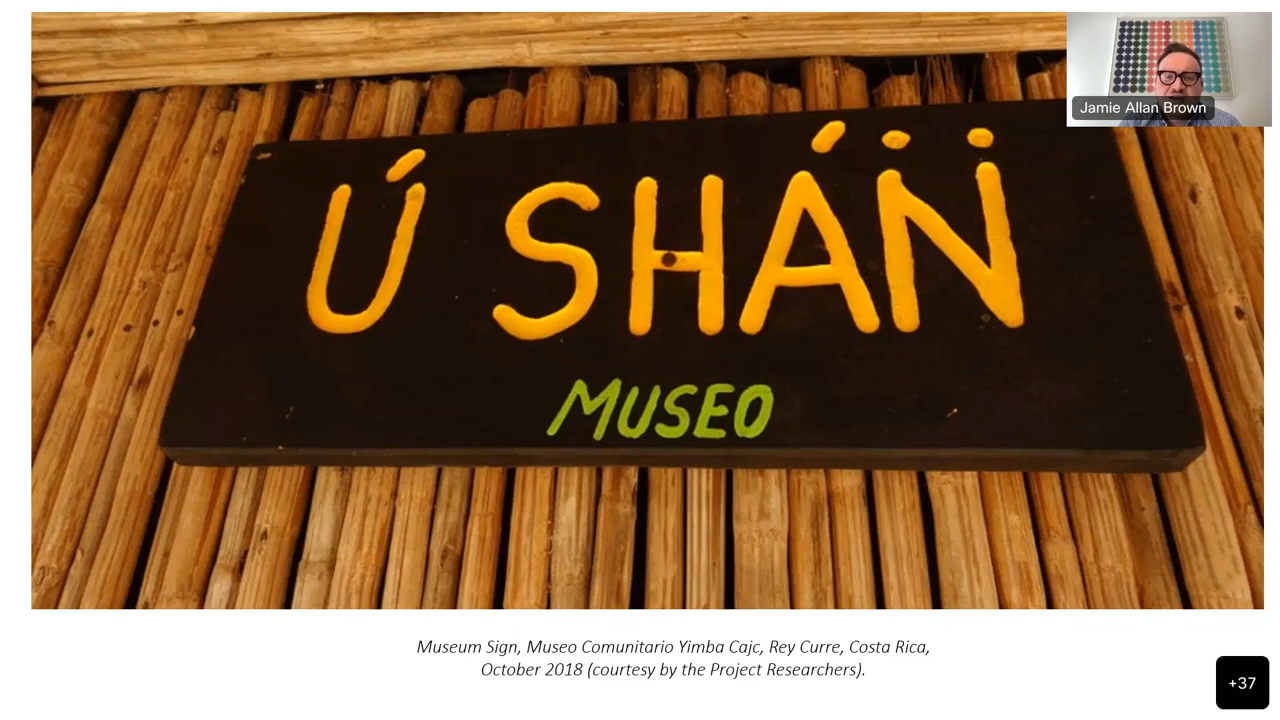 Jamie Allan Brown
Ú SHÁN̈
MUSEO
Museum Sign, Museo Comunitario Yimba Cajc, Rey Curre, Costa Rica,
October 2018 (courtesy by the Project Researchers).
+37